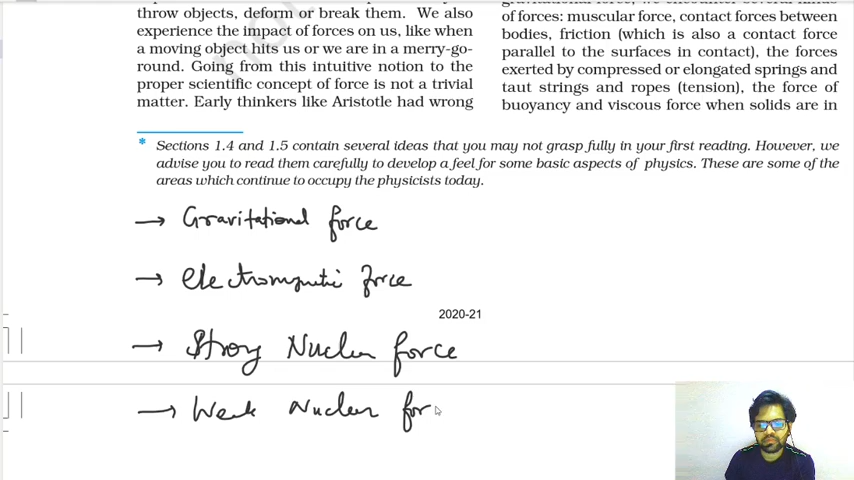 throw objects, deform or break them. We also
experience the impact of forces on us, like when
a moving object hits us or we are in a merry-go-
round. Going from this intuitive notion to the
proper scientific concept of force is not a trivial
matter. Early thinkers like Aristotle had wrong
of forces: muscular force, contact forces between
bodies, friction (which is also a contact force
parallel to the surfaces in contact), the forces
exerted by compressed or elongated springs and
taut strings and ropes (tension), the force of
buoyancy and viscous force when solids are in
* Sections 1.4 and 1.5 contain several ideas that you may not grasp fully in your first reading. However, we
advise you to read them carefully to develop a feel for some basic aspects of physics. These are some of the
areas which continue to occupy the physicists today.
→ Gravitational force
→ electromagnetic force
2020-21
→ Strong Nuclear force
→ Weak Nuclear for